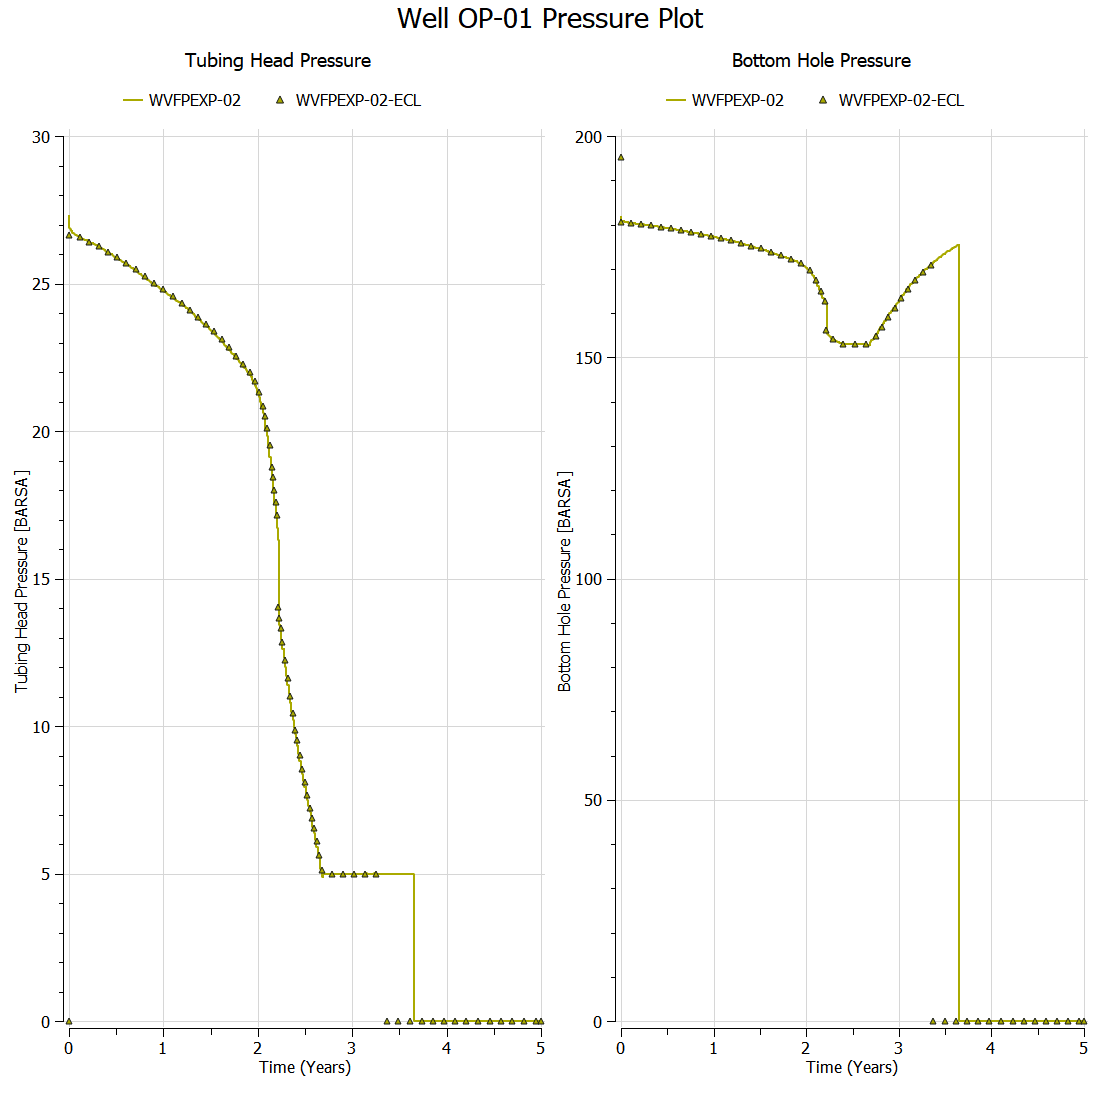 Well OP-01 Pressure Plot
Tubing Head Pressure
WVFPEXP-02
WVFPEXP-02-ECL
30
25
20
15
10
5
0
Tubing Head Pressure [BARSA]
0 1 2 3 4 5
Time (Years)
Bottom Hole Pressure
WVFPEXP-02
WVFPEXP-02-ECL
200
150
100
50
0
Bottom Hole Pressure [BARSA]
0 1 2 3 4 5
Time (Years)